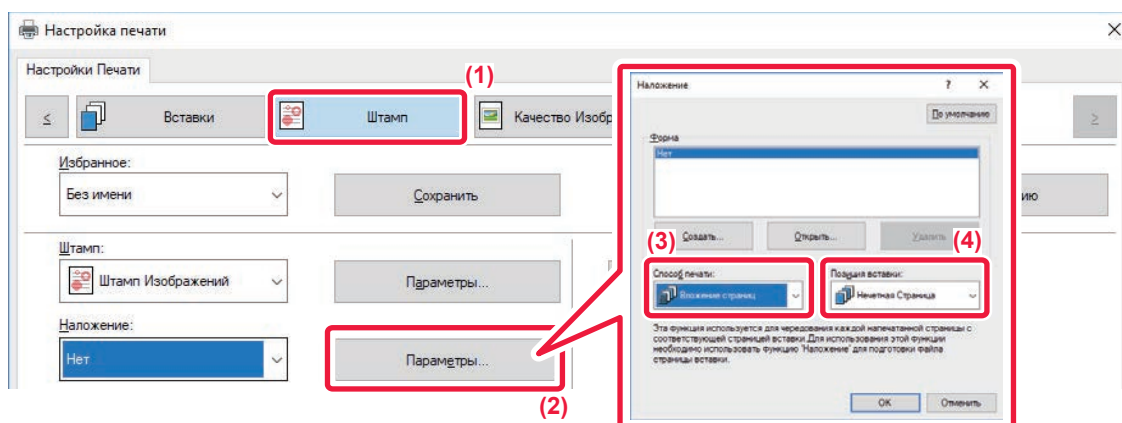 Настройка печати
Настройки Печати
(1)
Вставки
Штамп
Качество Изобр
Избранное:
Без имени
Сохранить
ию
Штамп:
Штамп Изображений
Параметры...
Наложение:
Нет
Параметры...
(2)
Наложение
?
По умолчанию
Форма
Нет
Создать...
Открыть...
Удалить
(3)
(4)
Способ печати:
Позиция вставки:
Вложение страниц
Нечетная Страница
Эта функция используется для чередования каждой напечатанной страницы с
соответствующей страницей вставки.Для использования этой функции
необходимо использовать функцию 'Наложение' для подготовки файла
страницы вставки.
OK
Отменить